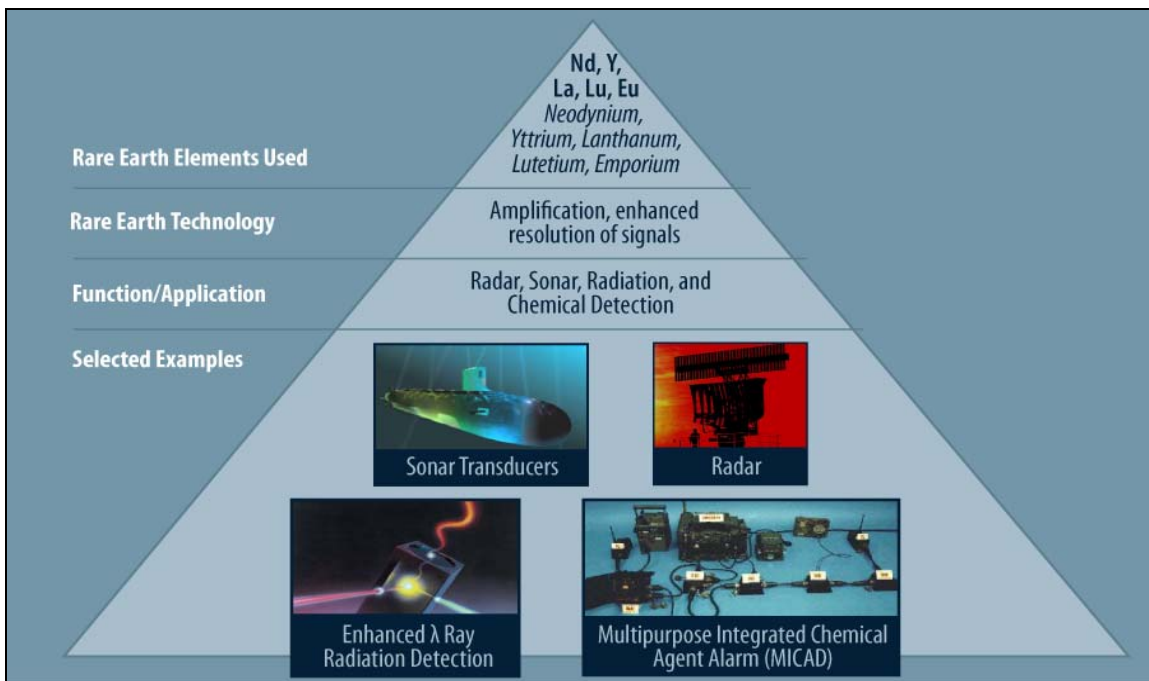 Nd, Y,
La, Lu, Eu
Neodynium,
Yttrium, Lanthanum,
Lutetium, Emporium
Rare Earth Elements Used
Rare Earth Technology
Amplification, enhanced
resolution of signals
Function/Application
Radar, Sonar, Radiation, and
Chemical Detection
Selected Examples
Sonar Transducers
Radar
Enhanced λ Ray
Radiation Detection
Multipurpose Integrated Chemical
Agent Alarm (MICAD)